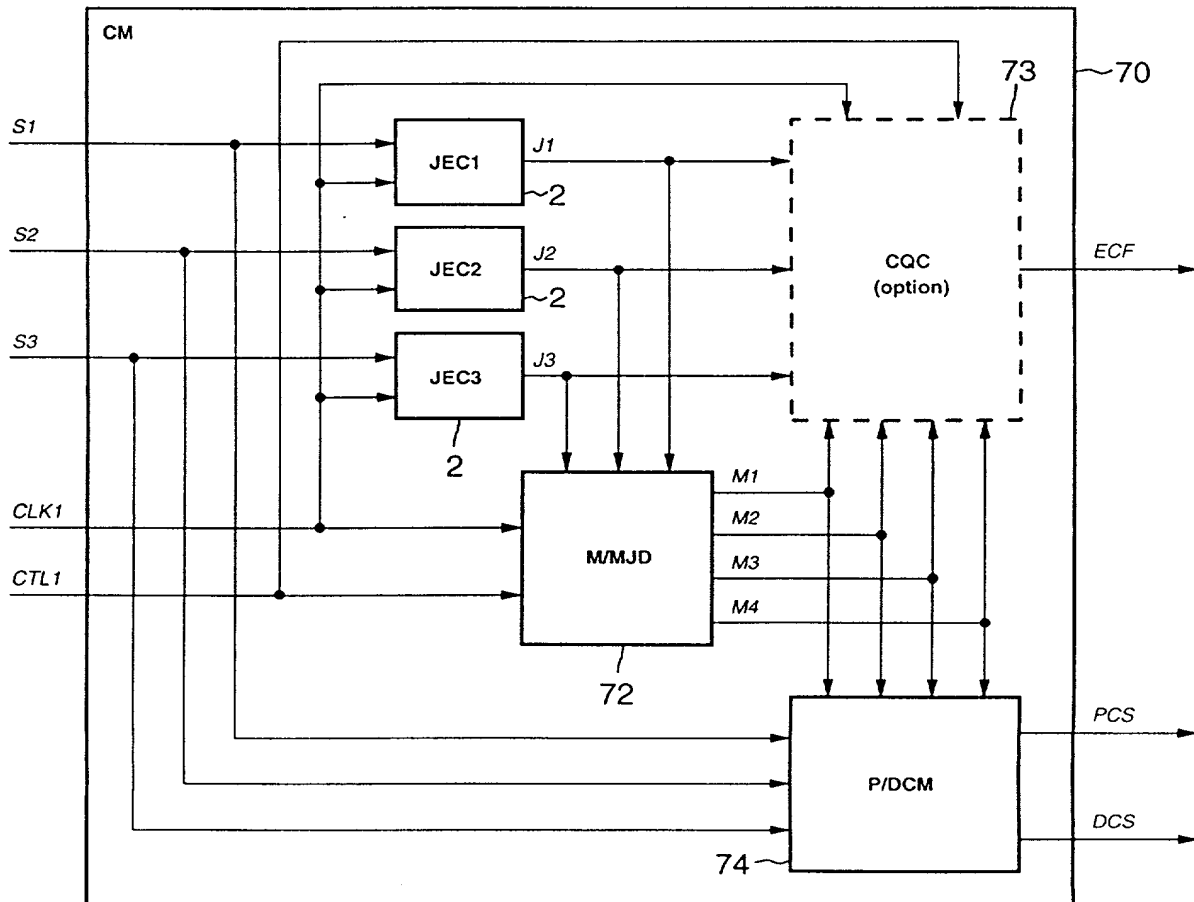 CM
70
73
S1
JEC1
J1
2
S2
JEC2
J2
2
CQC
(option)
ECF
S3
JEC3
J3
2
M1
CLK1
M2
M/MJD
M3
CTL1
M4
72
PCS
P/DCM
DCS
74